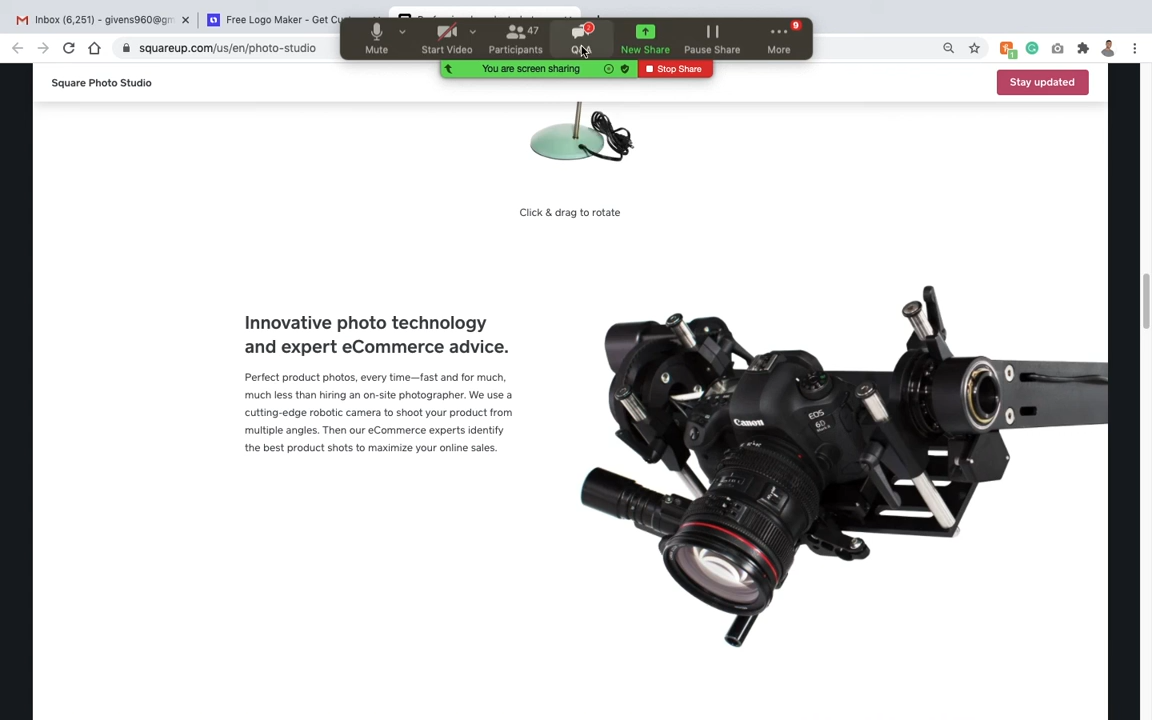 Inbox (6,251) - givens960@gm
Free Logo Maker - Get Cu
squareup.com/us/en/photo-studio
Mute
Start Video
47
Participants
Q&A
New Share
Pause Share
9
More
You are screen sharing
Stop Share
1
Square Photo Studio
Stay updated
Click & drag to rotate
Innovative photo technology
and expert eCommerce advice.
Perfect product photos, every time—fast and for much,
much less than hiring an on-site photographer. We use a
cutting-edge robotic camera to shoot your product from
multiple angles. Then our eCommerce experts identify
the best product shots to maximize your online sales.
Canon
EOS
6D